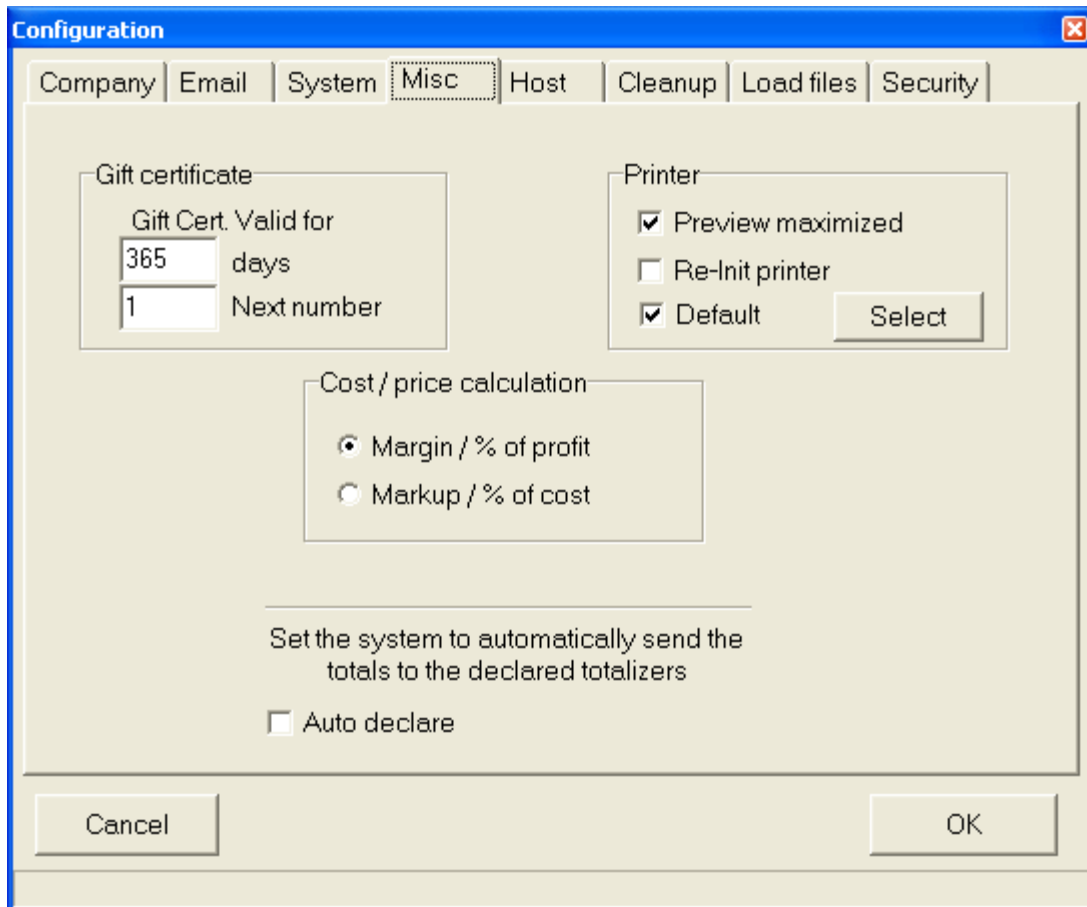 Configuration
Company Email System Misc Host Cleanup Load files Security
Gift certificate
Gift Cert. Valid for
365 days
1 Next number
Printer
Preview maximized
Re-Init printer
Default Select
Cost / price calculation
Margin / % of profit
Markup / % of cost
Set the system to automatically send the
totals to the declared totalizers
Auto declare
Cancel OK